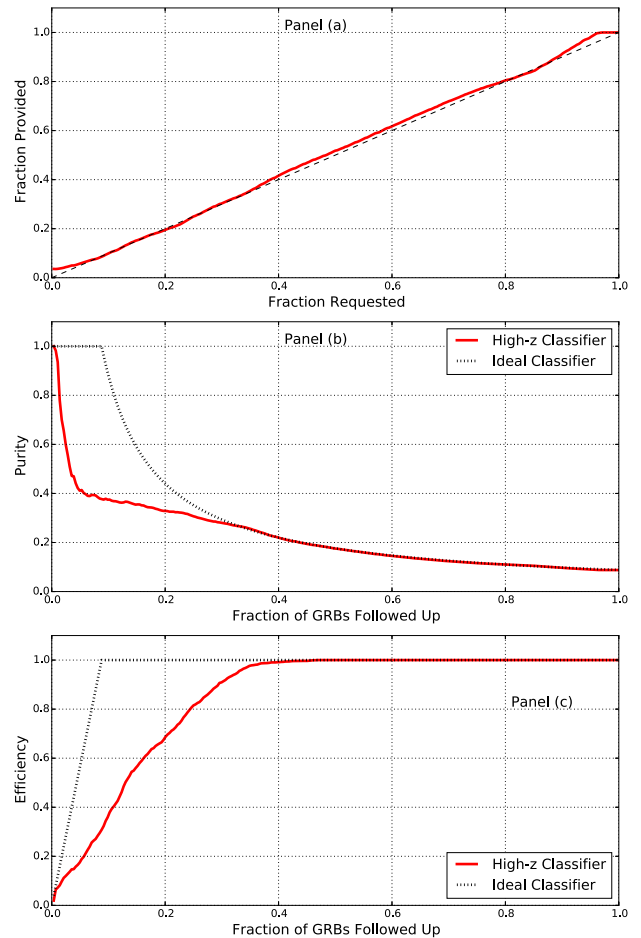 Panel (a)
1.0
0.8
0.6
0.4
0.2
0.0
Fraction Provided
0.0 0.2 0.4 0.6 0.8 1.0
Fraction Requested
Panel (b)
High-z Classifier
Ideal Classifier
1.0
0.8
0.6
0.4
0.2
0.0
Purity
0.0 0.2 0.4 0.6 0.8 1.0
Fraction of GRBs Followed Up
Panel (c)
1.0
0.8
0.6
0.4
0.2
0.0
Efficiency
High-z Classifier
Ideal Classifier
0.0 0.2 0.4 0.6 0.8 1.0
Fraction of GRBs Followed Up